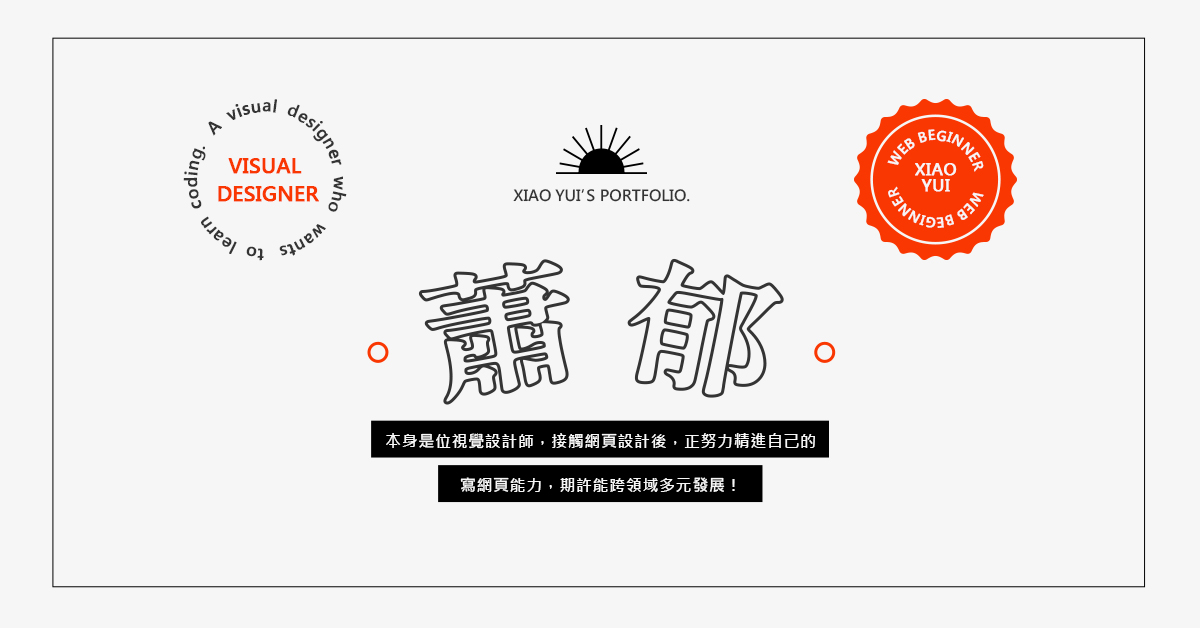 A visual designer who wants to learn coding.
VISUAL
DESIGNER
XIAO YUI'S PORTFOLIO.
WEB BEGINNER
XIAO
YUI
WEB BEGINNER
蕭郁
本身是位視覺設計師，接觸網頁設計後，正努力精進自己的
寫網頁能力，期許能跨領域多元發展！